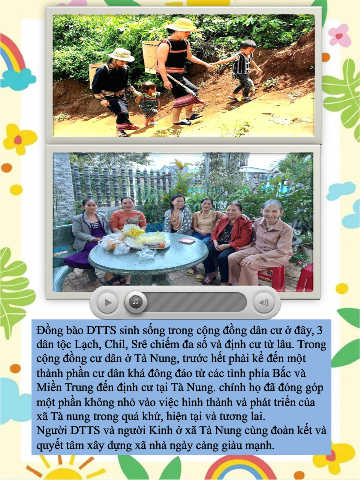 Đồng bào DTTS sinh sống trong cộng đồng dân cư ở đây, 3
dân tộc Lạch, Chil, Srê chiếm đa số và định cư từ lâu. Trong
cộng đồng cư dân ở Tà Nung, trước hết phải kể đến một
thành phần cư dân khá đông đảo từ các tỉnh phía Bắc và
Miền Trung đến định cư tại Tà Nung. chính họ đã đóng góp
một phần không nhỏ vào việc hình thành và phát triển của
xã Tà nung trong quá khứ, hiện tại và tương lai.
Người DTTS và người Kinh ở xã Tà Nung cùng đoàn kết và
quyết tâm xây dựng xã nhà ngày càng giàu mạnh.